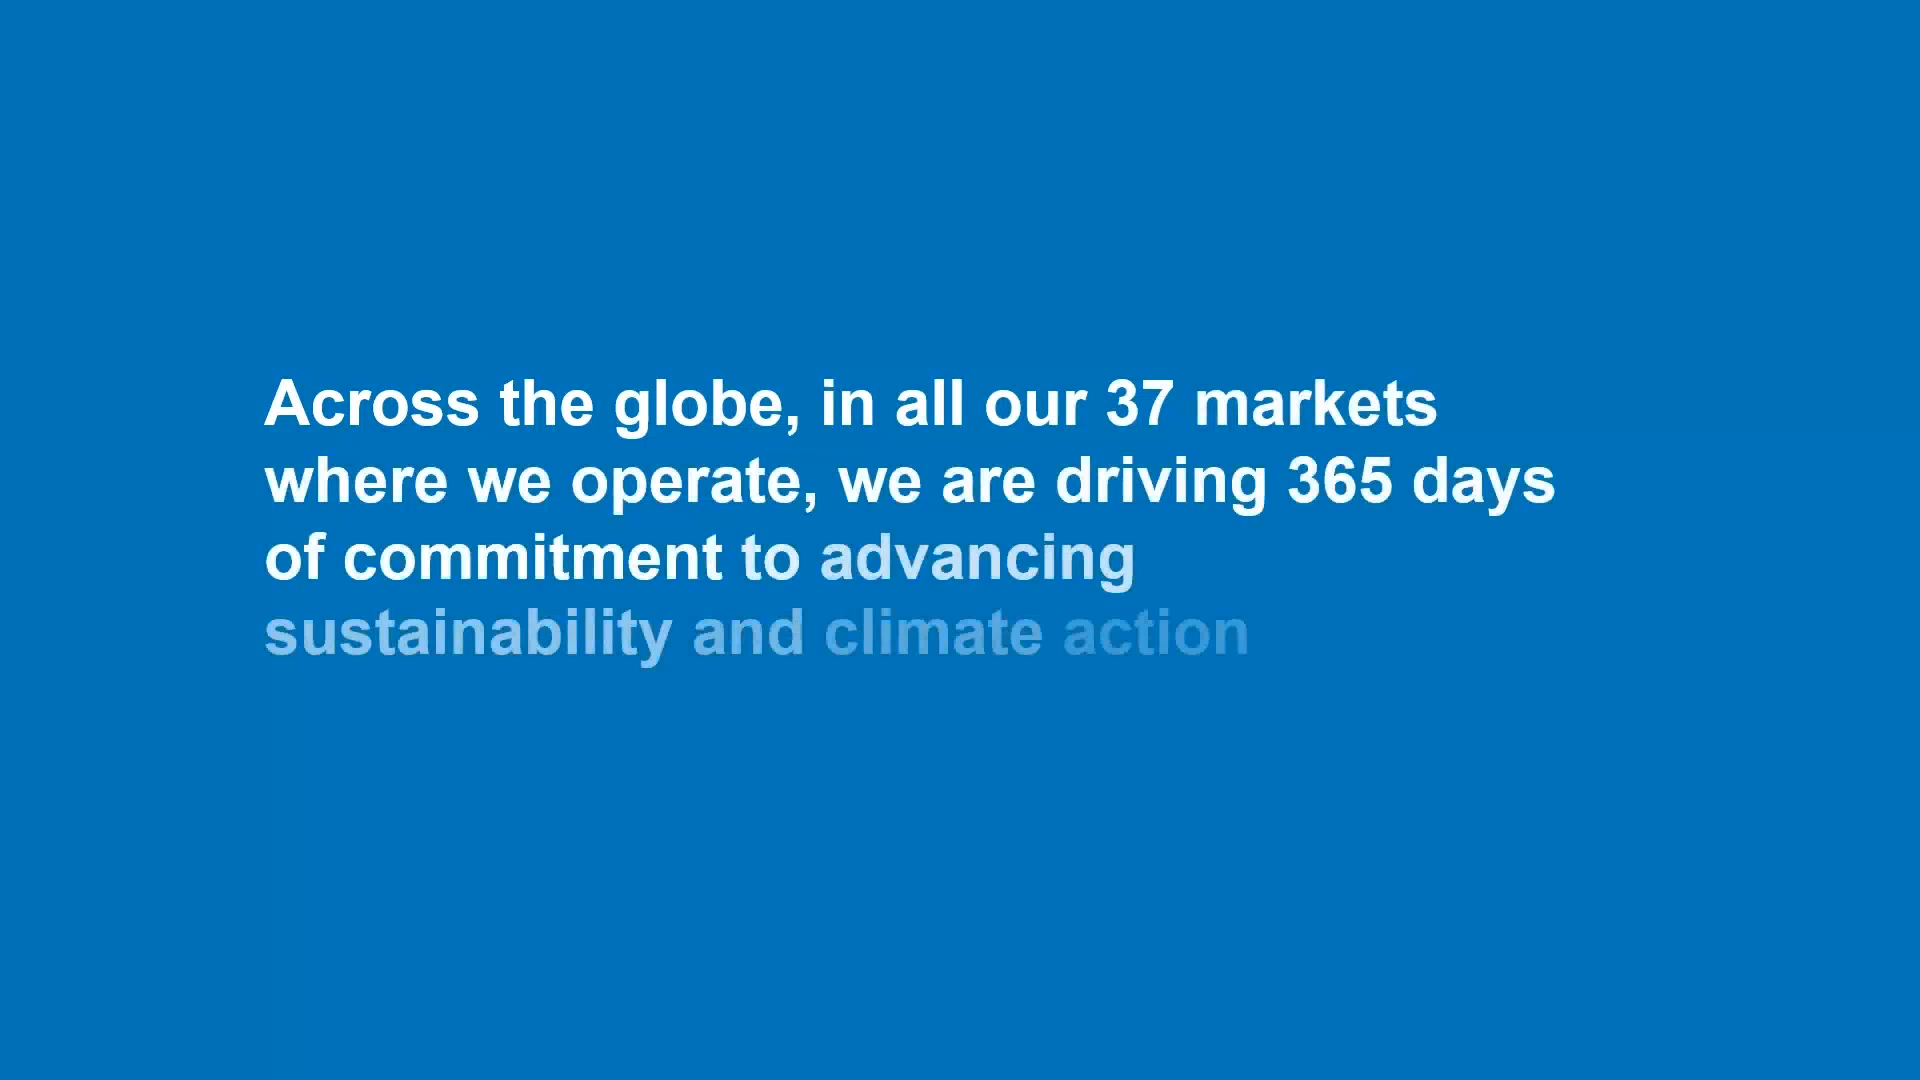 Across the globe, in all our 37 markets
where we operate, we are driving 365 days
of commitment to advancing
sustainability and climate action